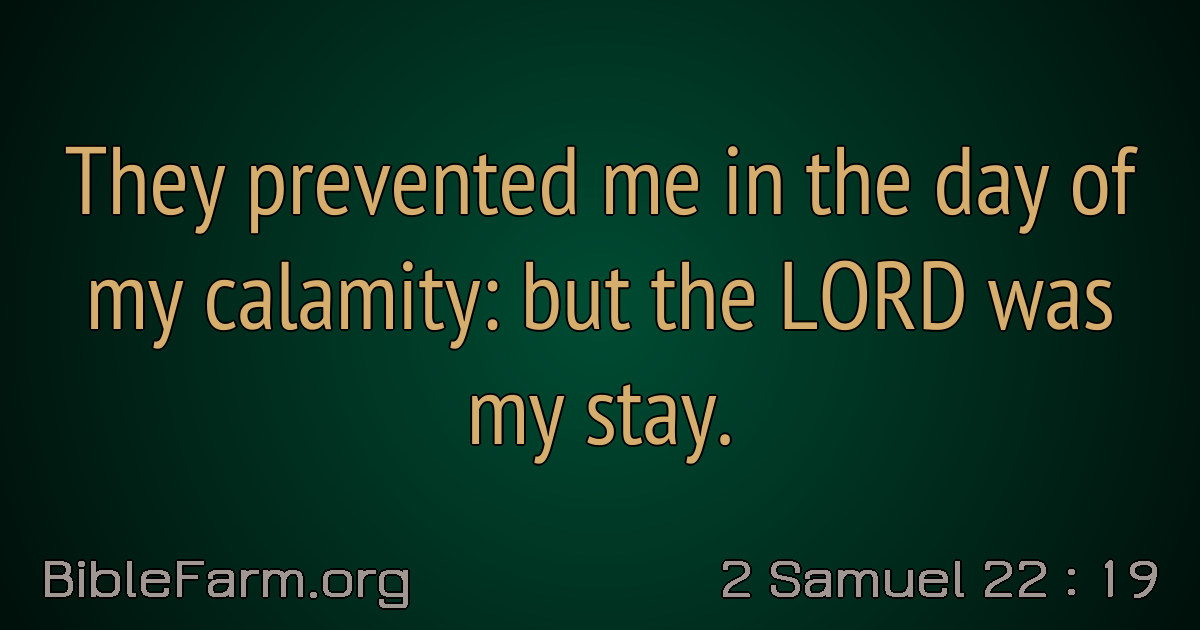 They prevented me in the day of
my calamity: but the LORD was
my stay.
BibleFarm.org
2 Samuel 22 : 19